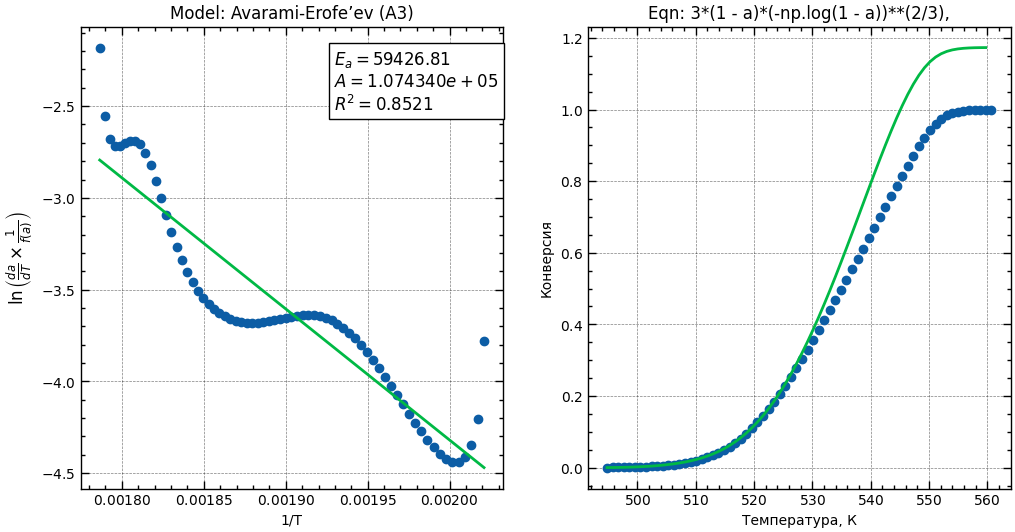 Model: Avarami-Erofe’ev (A3)
E_a = 59426.81
A = 1.074340e + 05
R^2 = 0.8521
ln(da/dT × 1/f(a))
−2.5
−3.0
−3.5
−4.0
−4.5
0.00180 0.00185 0.00190 0.00195 0.00200
1/T
Eqn: 3*(1 - a)*(-np.log(1 - a))**(2/3),
Конверсия
1.2
1.0
0.8
0.6
0.4
0.2
0.0
500 510 520 530 540 550 560
Температура, К